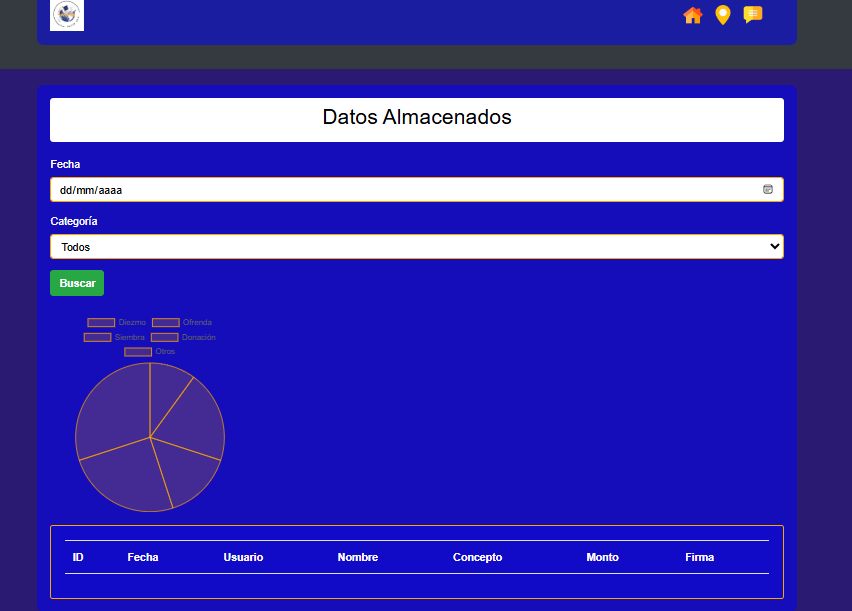 Datos Almacenados
Fecha
dd/mm/aaaa
Categoría
Todos
Buscar
Diezmo Ofrenda
Siembra Donación
Otros
ID Fecha Usuario Nombre Concepto Monto Firma